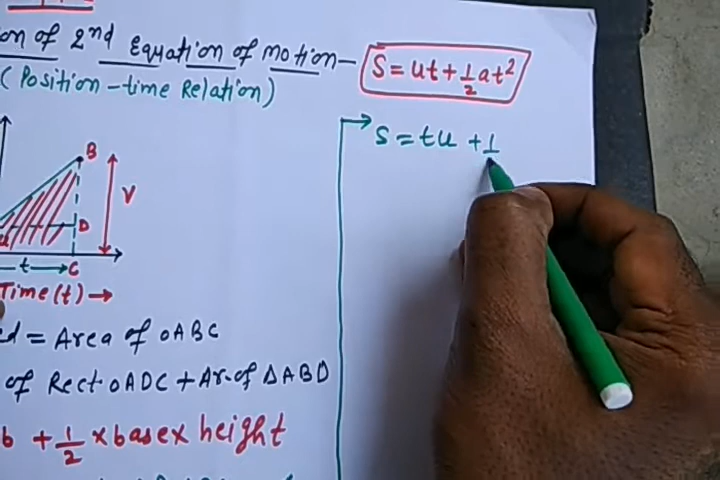 on of 2nd Equation of motion- S = ut + 1/2 at²
(Position-time Relation)
S = tu + 1
B
V
D
u
t C
Time (t)
ed = Area of OABC
of Rect OADC + Ar. of ΔABD
b + 1/2 × base × height